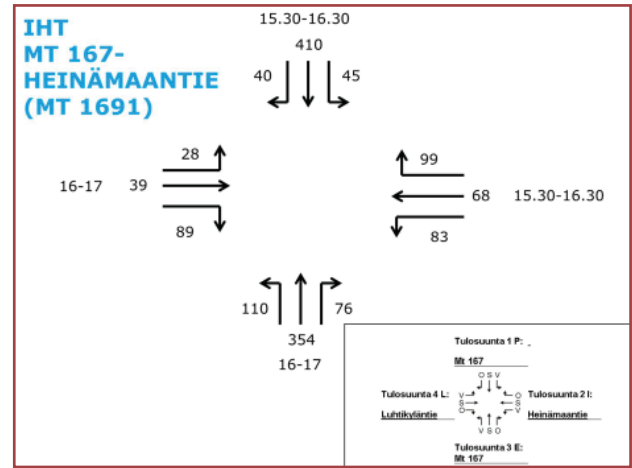 IHT
MT 167-
HEINÄMAANTIE
(MT 1691)
15.30-16.30
410
40 45
28
16-17 39
89
99
68 15.30-16.30
83
110 76
354
16-17
Tulosuunta 1 P: -
Mt 167
O S V
Tulosuunta 4 L: V O Tulosuunta 2 I:
S S
Luhtikyläntie O V Heinämaantie
V S O
Tulosuunta 3 E:
Mt 167